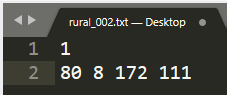 rural_002.txt — Desktop
1 1
2 80 8 172 111